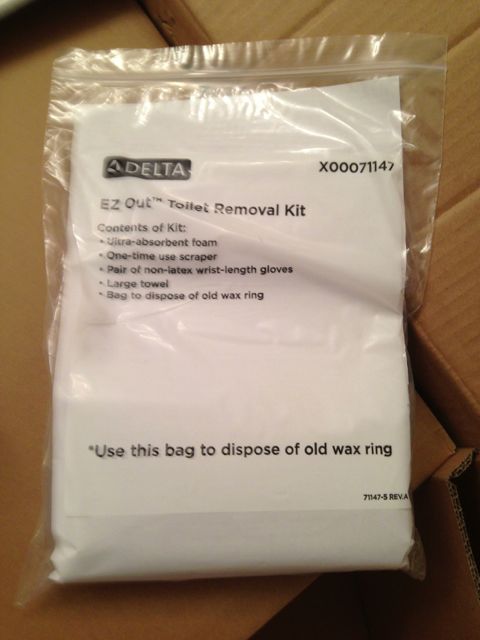 DELTA
X00071147
EZ Out™ Toilet Removal Kit
Contents of Kit:
• Ultra-absorbent foam
• One-time use scraper
• Pair of non-latex wrist-length gloves
• Large towel
• Bag to dispose of old wax ring
*Use this bag to dispose of old wax ring
71147-5 REV.A